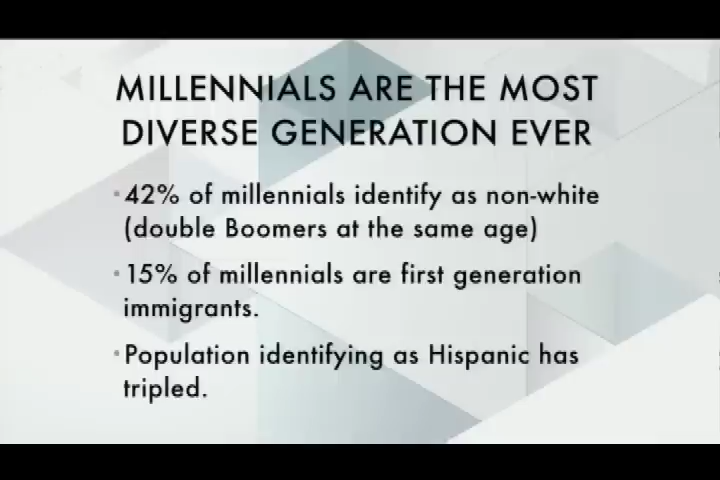 MILLENNIALS ARE THE MOST
DIVERSE GENERATION EVER
•42% of millennials identify as non-white
(double Boomers at the same age)
•15% of millennials are first generation
immigrants.
•Population identifying as Hispanic has
tripled.